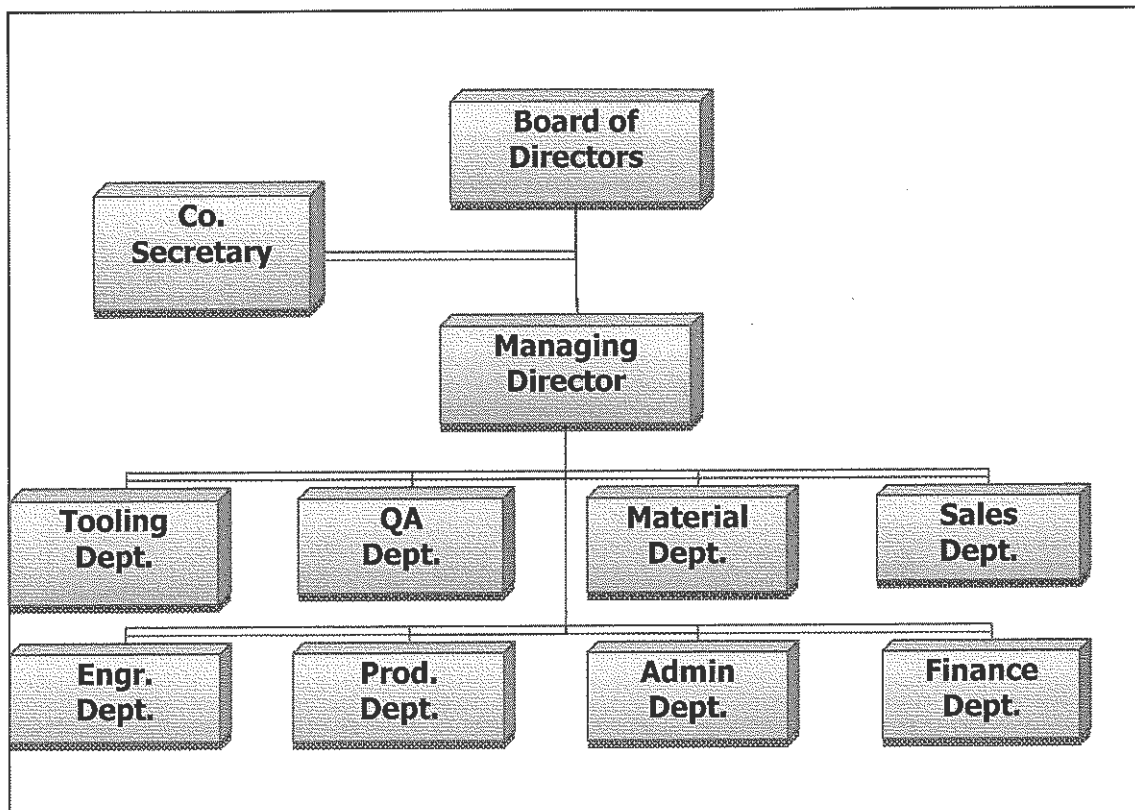 Board of
Directors
Co.
Secretary
Managing
Director
Tooling
Dept.
QA
Dept.
Material
Dept.
Sales
Dept.
Engr.
Dept.
Prod.
Dept.
Admin
Dept.
Finance
Dept.